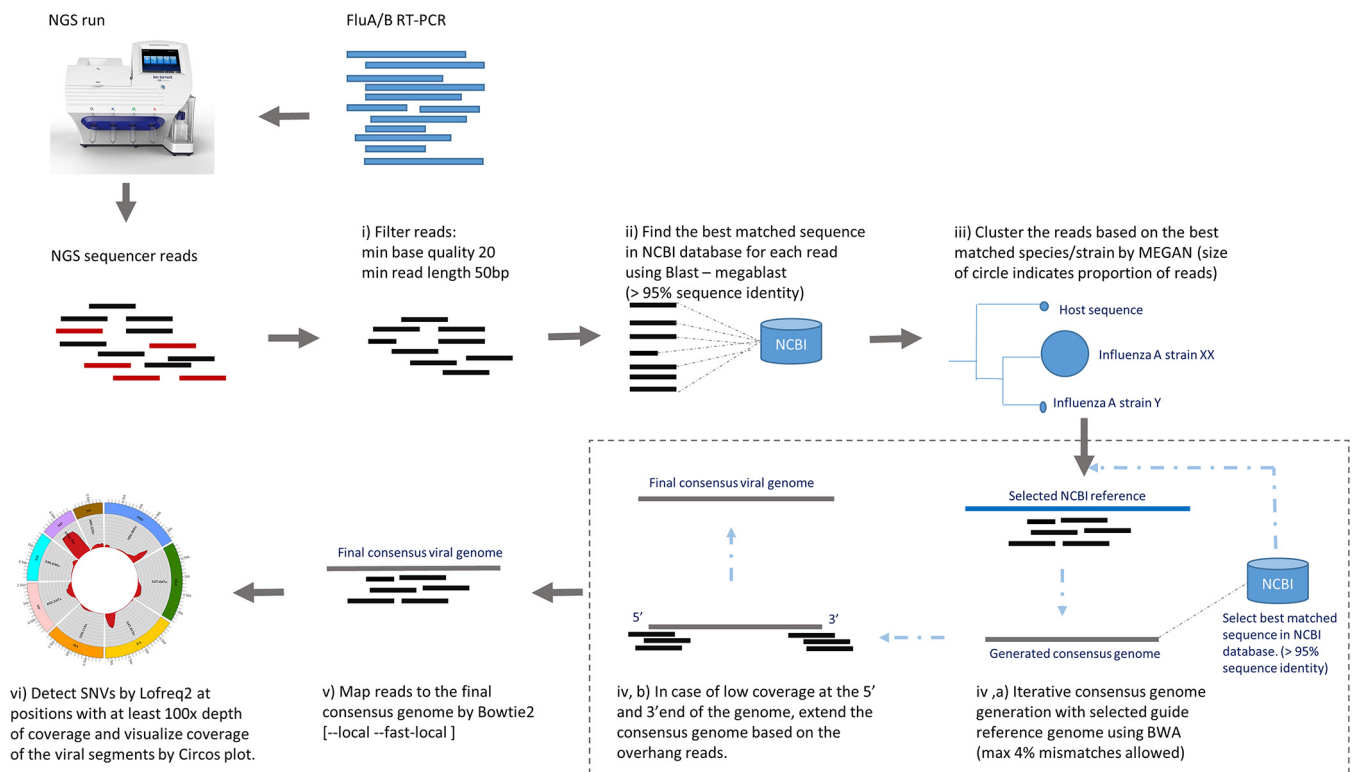 NGS run
FluA/B RT-PCR
NGS sequencer reads
i) Filter reads:
min base quality 20
min read length 50bp
ii) Find the best matched sequence
in NCBI database for each read
using Blast – megablast
(> 95% sequence identity)
NCBI
iii) Cluster the reads based on the best
matched species/strain by MEGAN (size
of circle indicates proportion of reads)
Host sequence
Influenza A strain XX
Influenza A strain Y
Selected NCBI reference
NCBI
Select best matched
sequence in NCBI
database. (> 95%
sequence identity)
Generated consensus genome
iv ,a) Iterative consensus genome
generation with selected guide
reference genome using BWA
(max 4% mismatches allowed)
Final consensus viral genome
5’
3’
iv, b) In case of low coverage at the 5’
and 3’end of the genome, extend the
consensus genome based on the
overhang reads.
Final consensus viral genome
v) Map reads to the final
consensus genome by Bowtie2
[--local --fast-local ]
vi) Detect SNVs by Lofreq2 at
positions with at least 100x depth
of coverage and visualize coverage
of the viral segments by Circos plot.